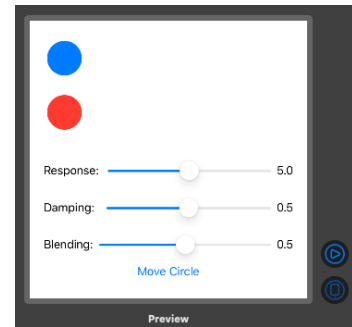 Response: 5.0
Damping: 0.5
Blending: 0.5
Move Circle
Preview